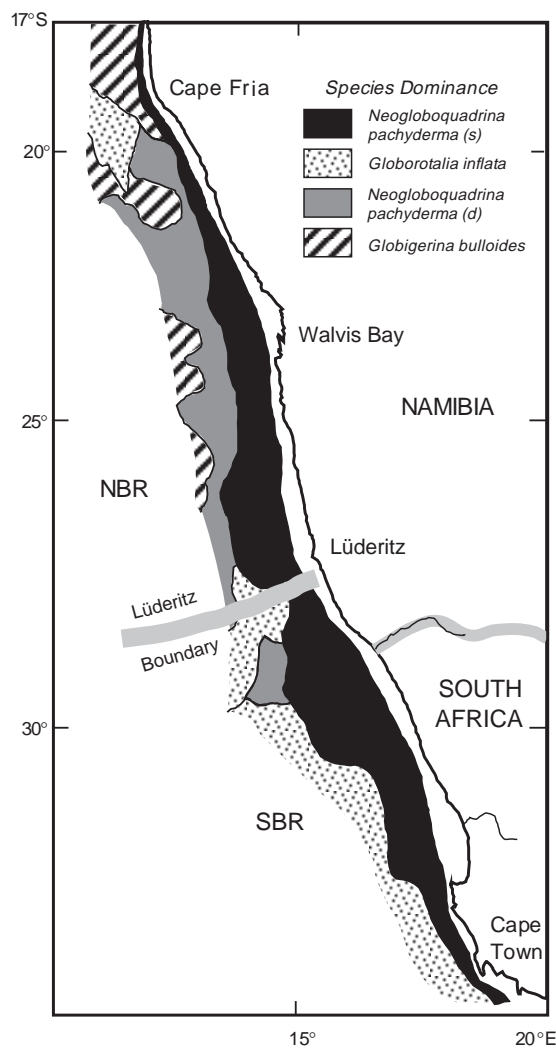 17°S
Cape Fria
Species Dominance
Neogloboquadrina
pachyderma (s)
Globorotalia inflata
Neogloboquadrina
pachyderma (d)
Globigerina bulloides
20°
Walvis Bay
25°
NAMIBIA
NBR
Lüderitz
Lüderitz
Boundary
SOUTH
AFRICA
30°
SBR
Cape
Town
15°
20°E